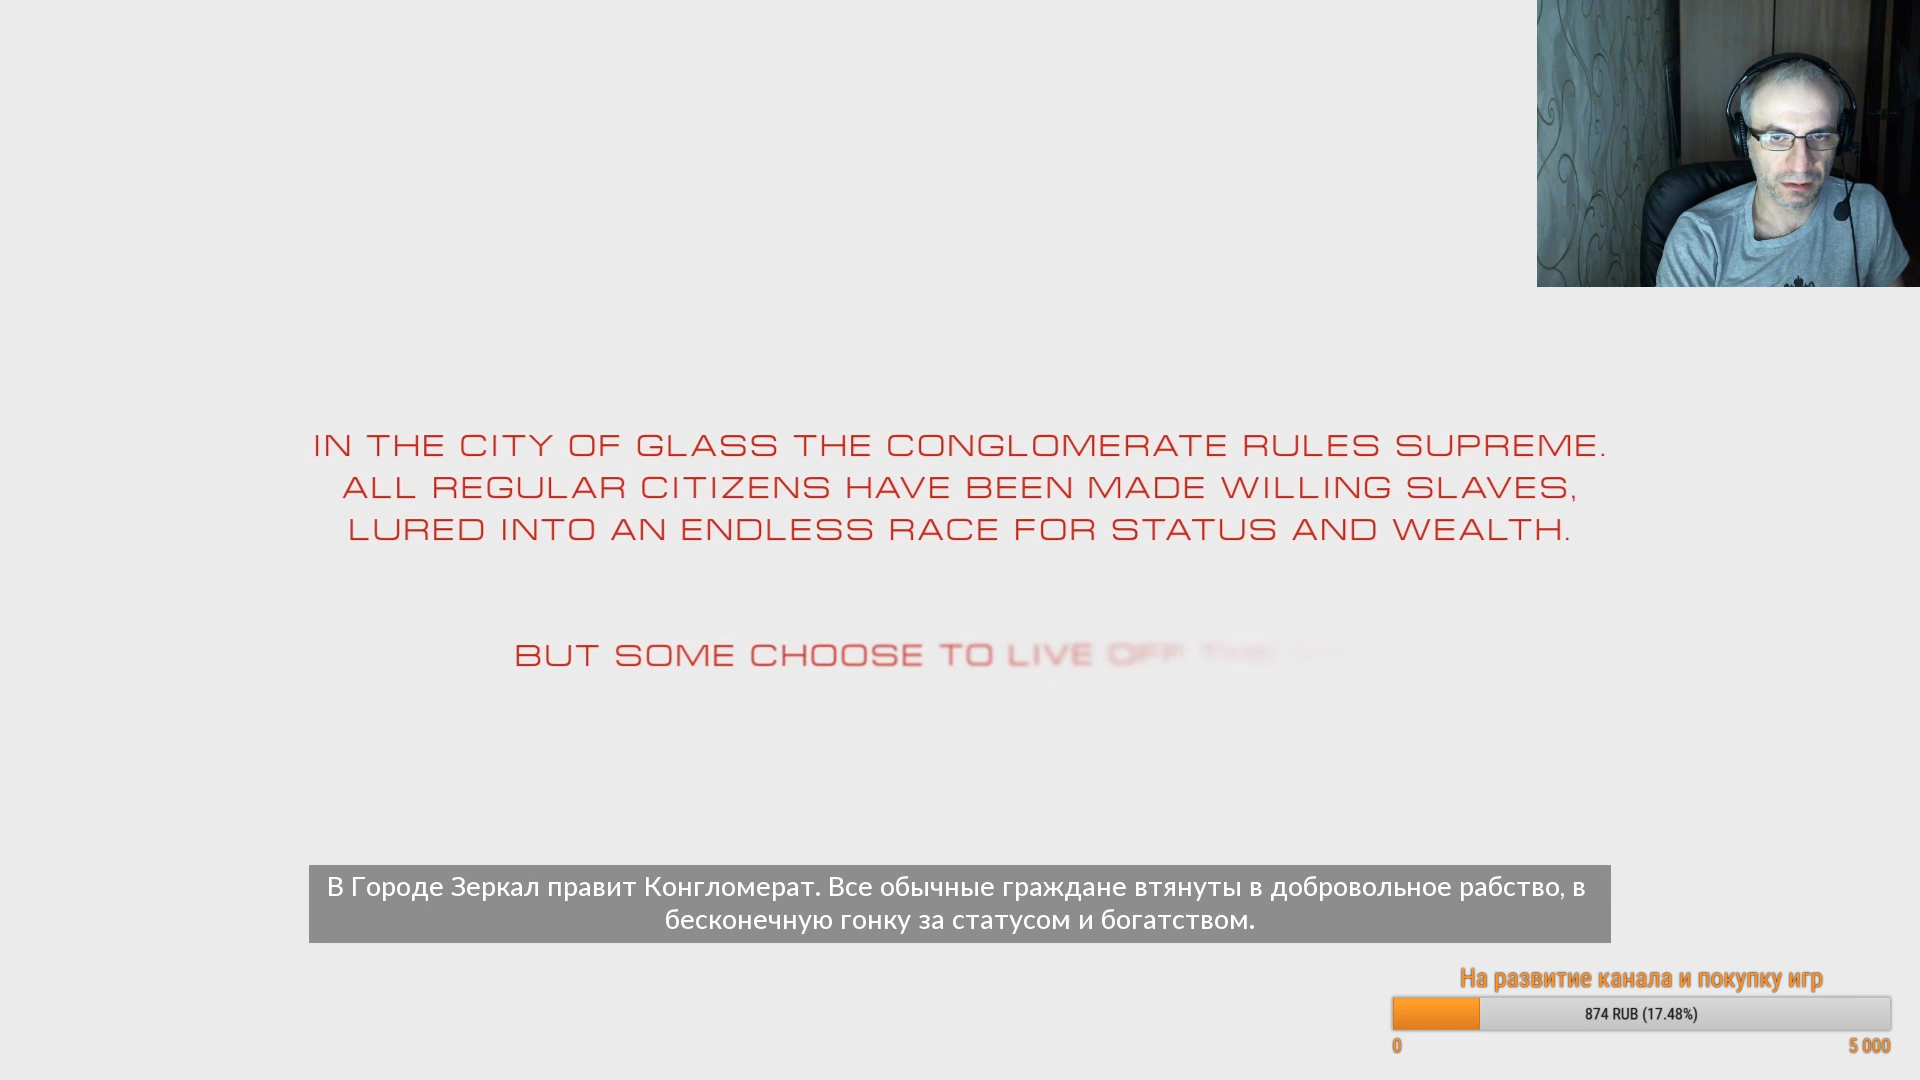 IN THE CITY OF GLASS THE CONGLOMERATE RULES SUPREME.
ALL REGULAR CITIZENS HAVE BEEN MADE WILLING SLAVES,
LURED INTO AN ENDLESS RACE FOR STATUS AND WEALTH.
BUT SOME CHOOSE TO LIVE OFF THE
В Городе Зеркал правит Конгломерат. Все обычные граждане втянуты в добровольное рабство, в
бесконечную гонку за статусом и богатством.
На развитие канала и покупку игр
874 RUB (17.48%)
0 5 000